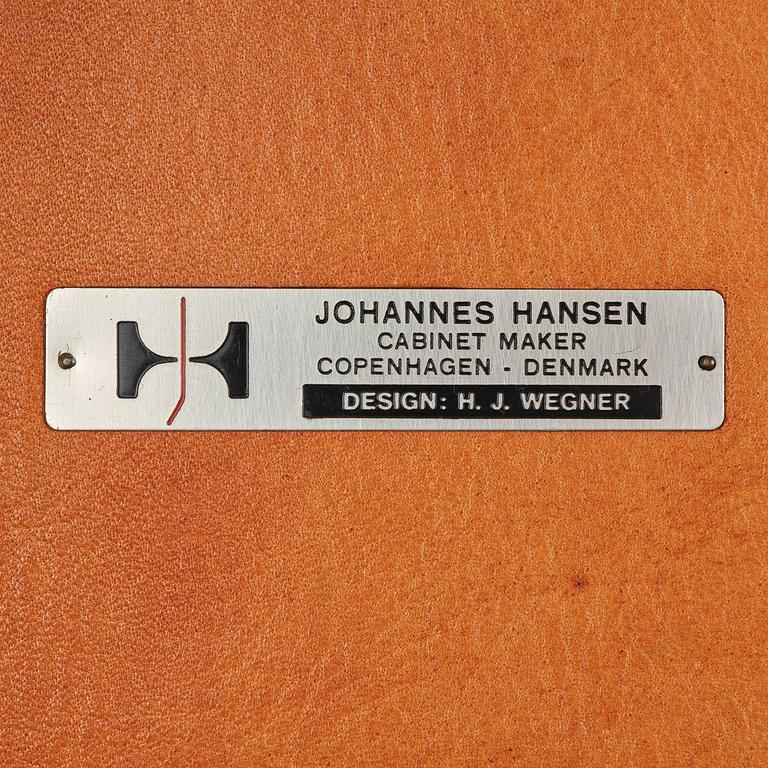 JOHANNES HANSEN
CABINET MAKER
COPENHAGEN - DENMARK
DESIGN: H. J. WEGNER